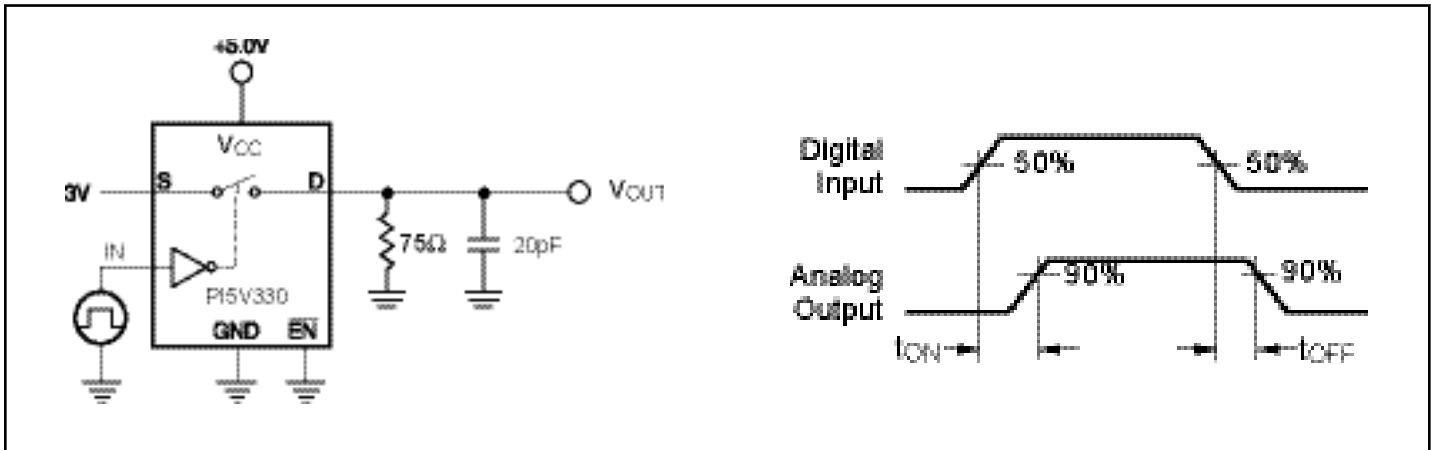 +5.0V
VCC
S
D
3V
VOUT
IN
75Ω
20pF
PI5V330
GND
EN
Digital
Input
50%
50%
Analog
Output
90%
90%
tON
tOFF